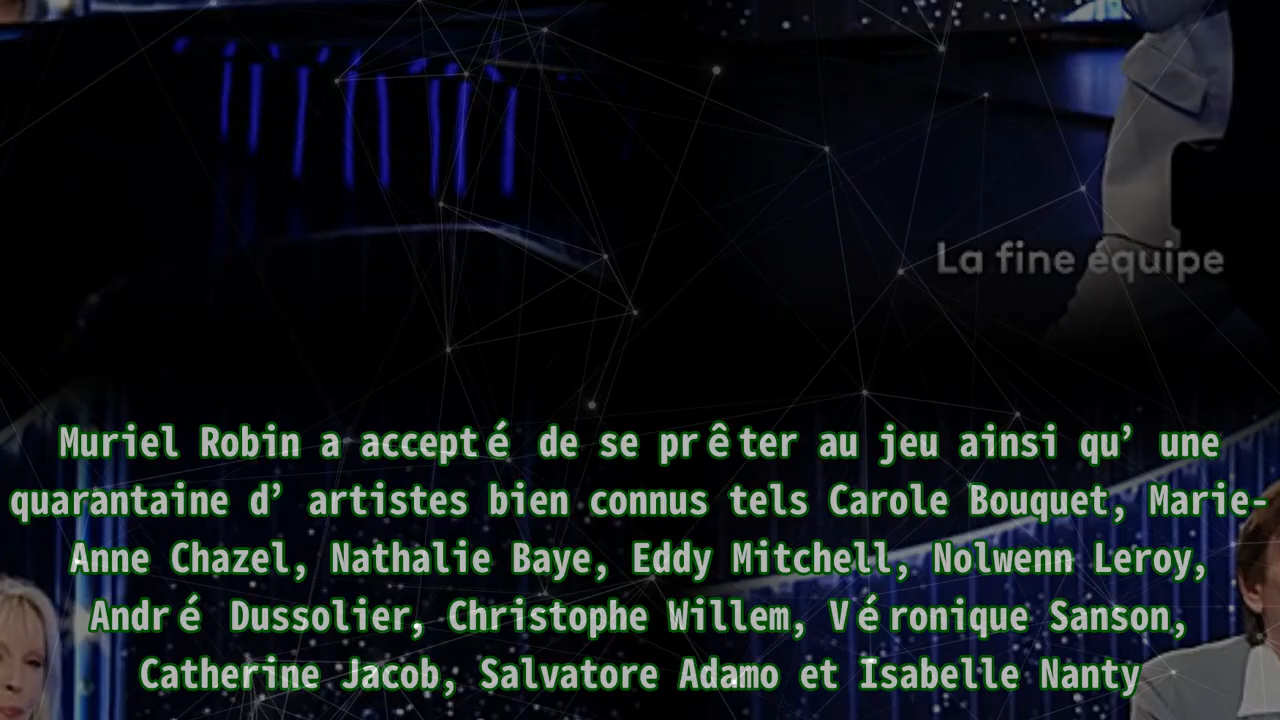 La fine équipe
Muriel Robin a accepté de se prêter au jeu ainsi qu’ une
quarantaine d’ artistes bien connus tels Carole Bouquet, Marie-
Anne Chazel, Nathalie Baye, Eddy Mitchell, Nolwenn Leroy,
André Dussolier, Christophe Willem, Véronique Sanson,
Catherine Jacob, Salvatore Adamo et Isabelle Nanty